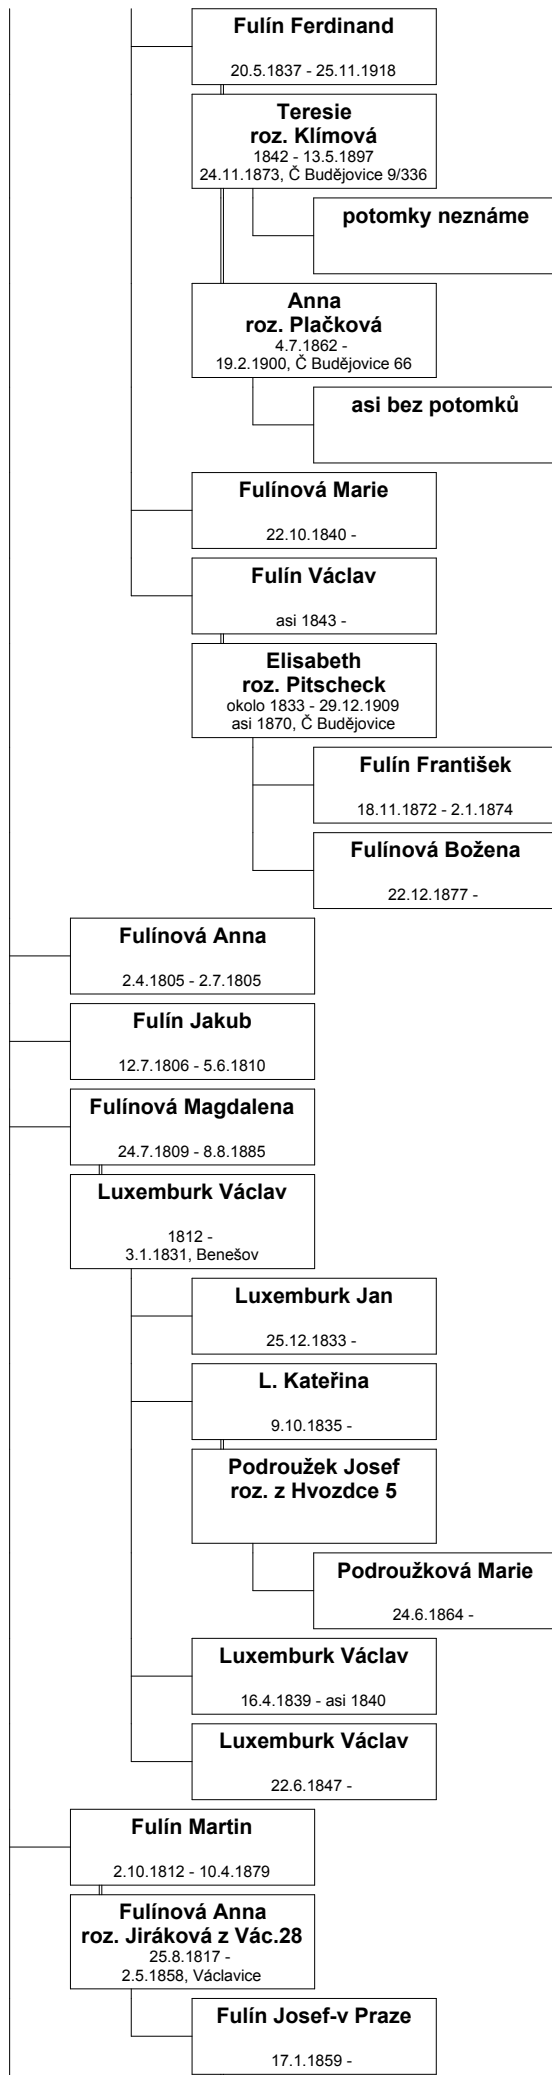 Fulín Ferdinand
20.5.1837 - 25.11.1918
Teresie
roz. Klímová
1842 - 13.5.1897
24.11.1873, Č Budějovice 9/336
potomky neznáme
Anna
roz. Plačková
4.7.1862 -
19.2.1900, Č Budějovice 66
asi bez potomků
Fulínová Marie
22.10.1840 -
Fulín Václav
asi 1843 -
Elisabeth
roz. Pitscheck
okolo 1833 - 29.12.1909
asi 1870, Č Budějovice
Fulín František
18.11.1872 - 2.1.1874
Fulínová Božena
22.12.1877 -
Fulínová Anna
2.4.1805 - 2.7.1805
Fulín Jakub
12.7.1806 - 5.6.1810
Fulínová Magdalena
24.7.1809 - 8.8.1885
Luxemburk Václav
1812 -
3.1.1831, Benešov
Luxemburk Jan
25.12.1833 -
L. Kateřina
9.10.1835 -
Podroužek Josef
roz. z Hvozdce 5
Podroužková Marie
24.6.1864 -
Luxemburk Václav
16.4.1839 - asi 1840
Luxemburk Václav
22.6.1847 -
Fulín Martin
2.10.1812 - 10.4.1879
Fulínová Anna
roz. Jiráková z Vác.28
25.8.1817 -
2.5.1858, Václavice
Fulín Josef-v Praze
17.1.1859 -